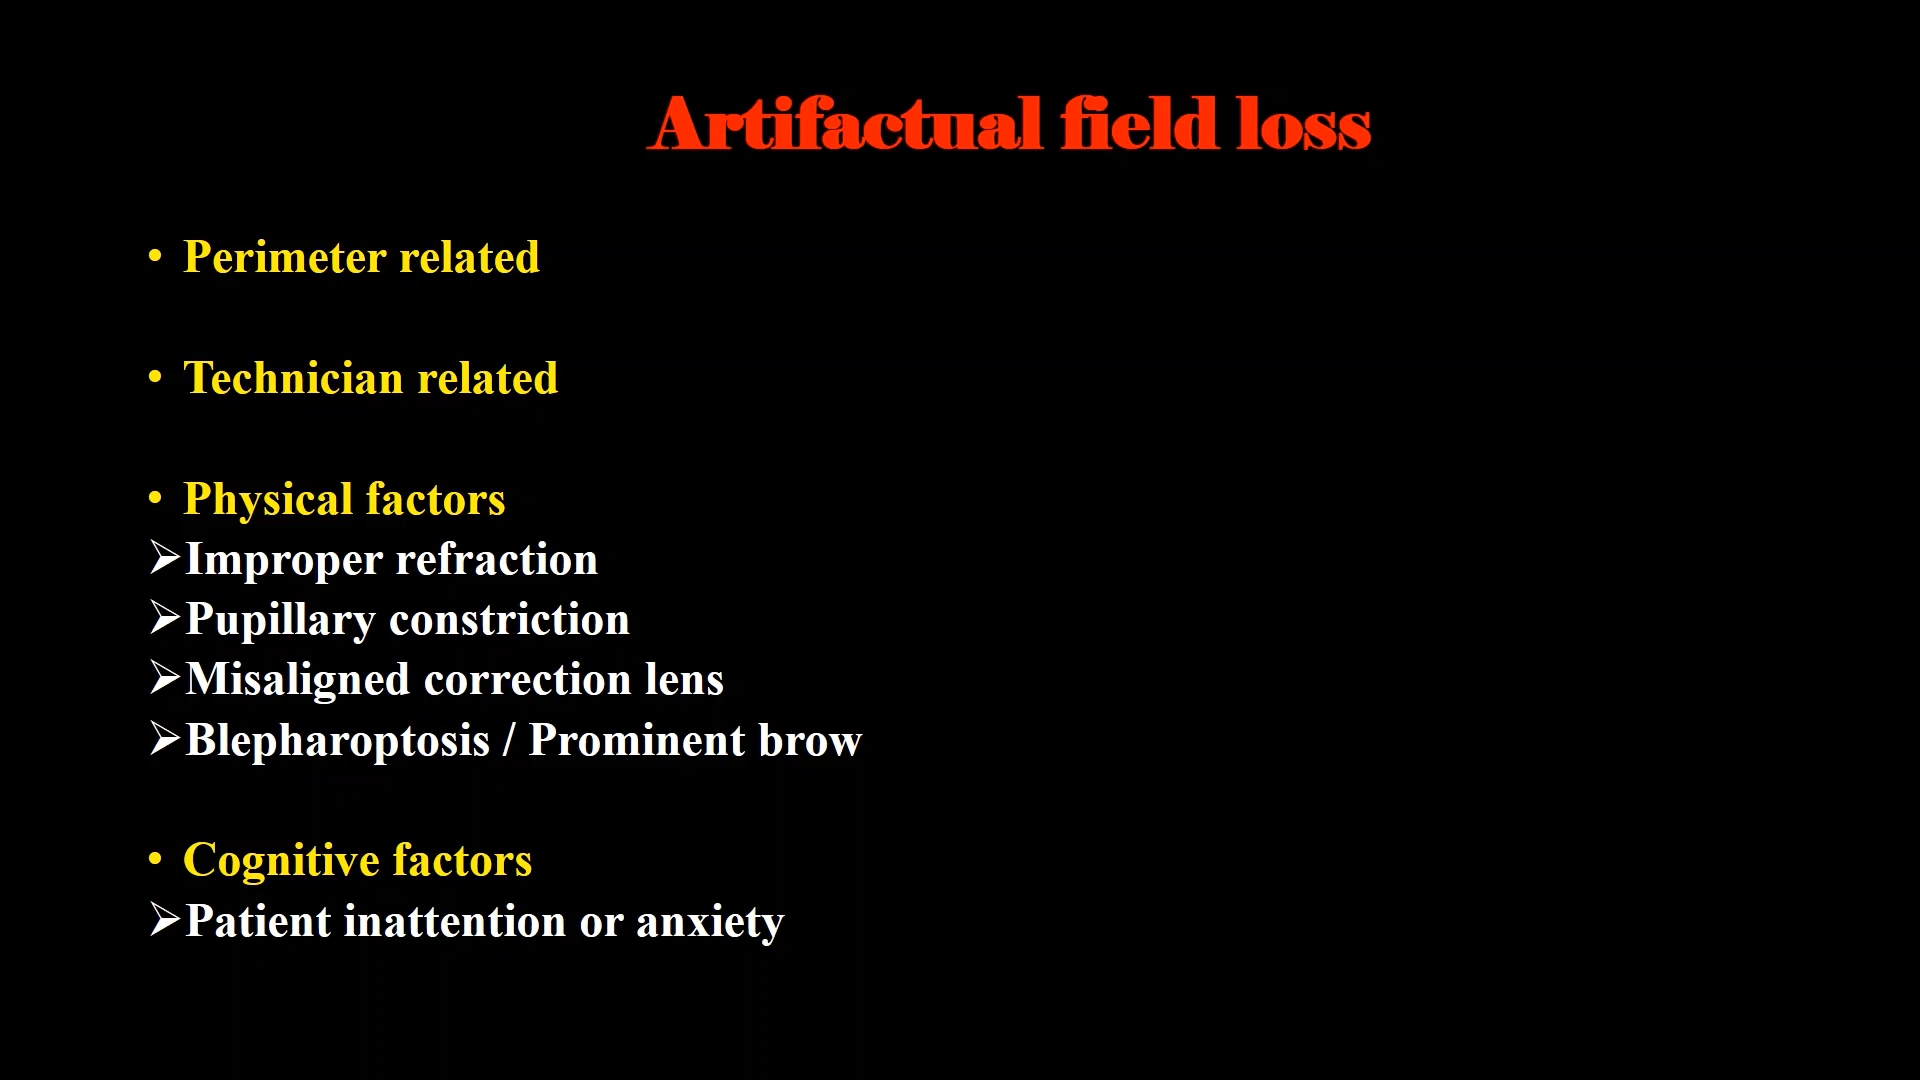 Artifactual field loss
• Perimeter related
• Technician related
• Physical factors
➢Improper refraction
➢Pupillary constriction
➢Misaligned correction lens
➢Blepharoptosis / Prominent brow
• Cognitive factors
➢Patient inattention or anxiety